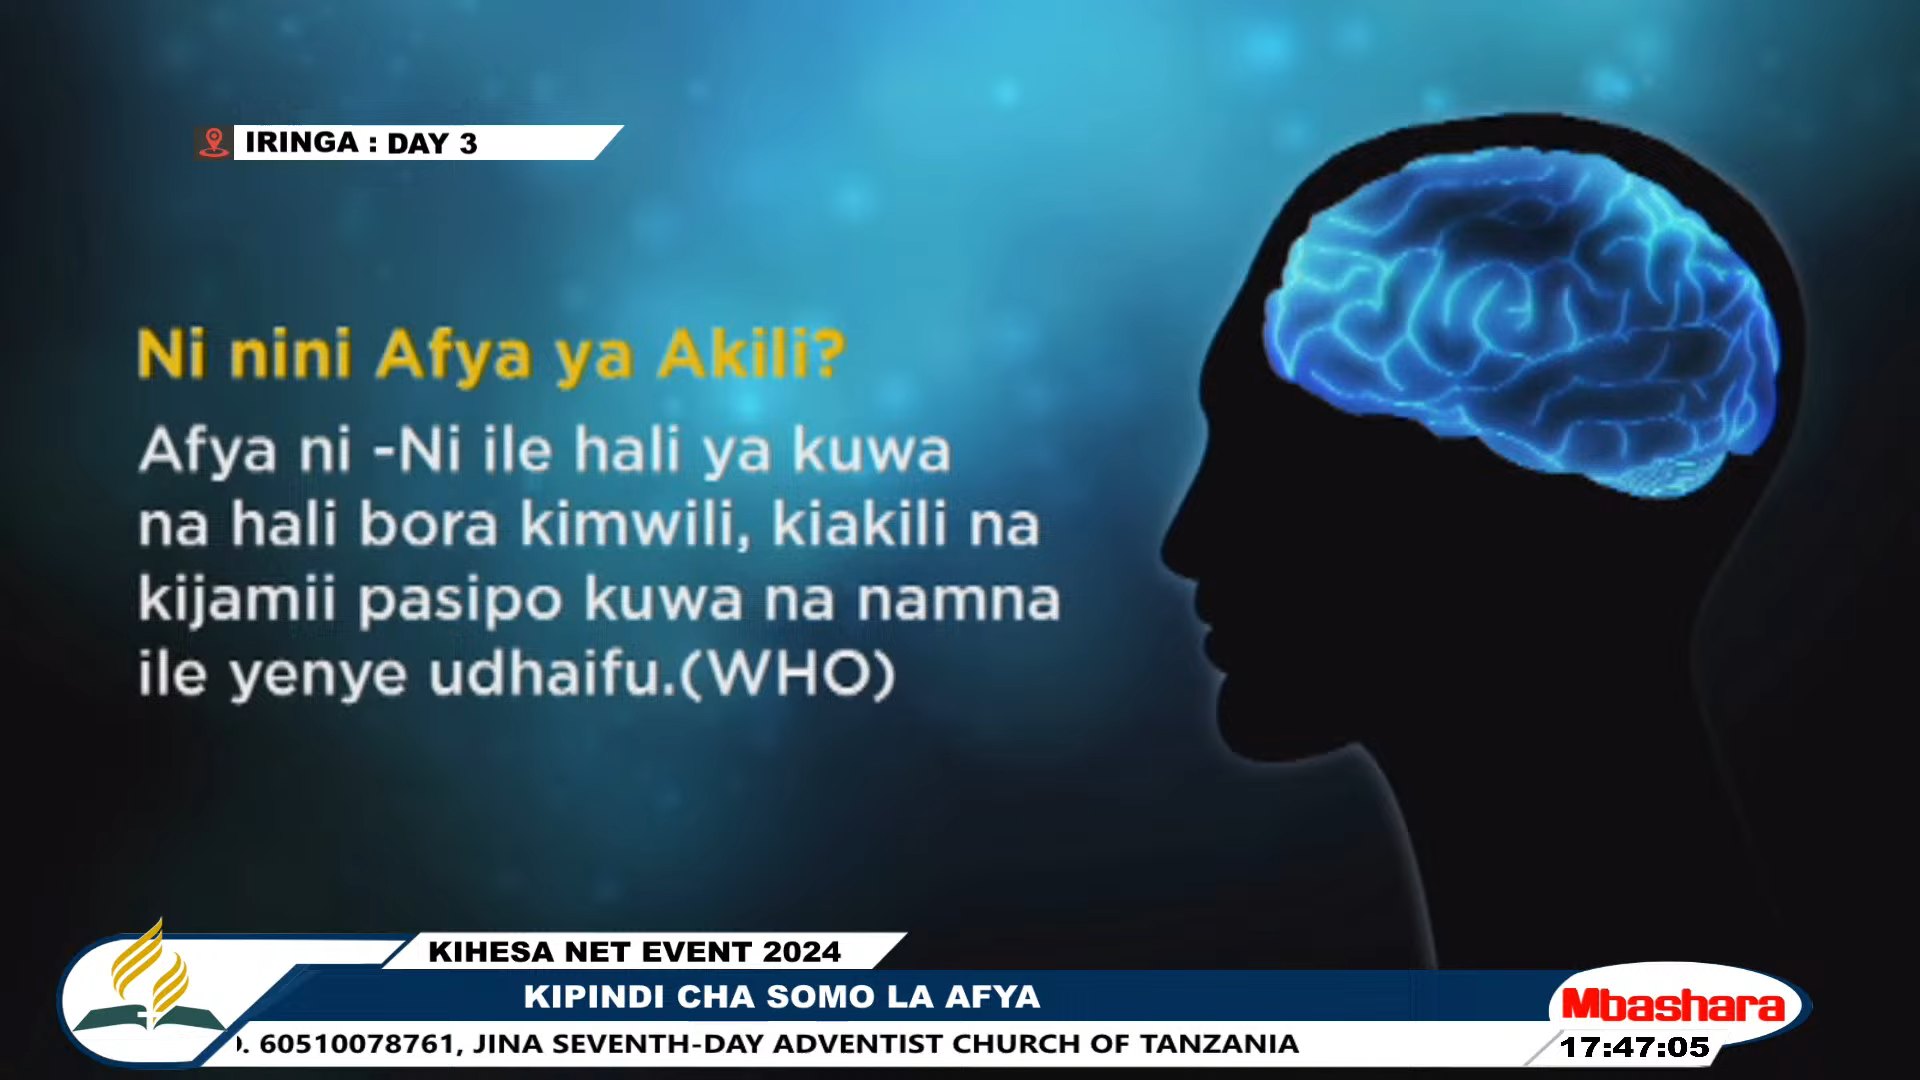 IRINGA : DAY 3
Ni nini Afya ya Akili?
Afya ni -Ni ile hali ya kuwa
na hali bora kimwili, kiakili na
kijamii pasipo kuwa na namna
ile yenye udhaifu.(WHO)
KIHESA NET EVENT 2024
KIPINDI CHA SOMO LA AFYA
60510078761, JINA SEVENTH-DAY ADVENTIST CHURCH OF TANZANIA
Mbashara
17:47:05